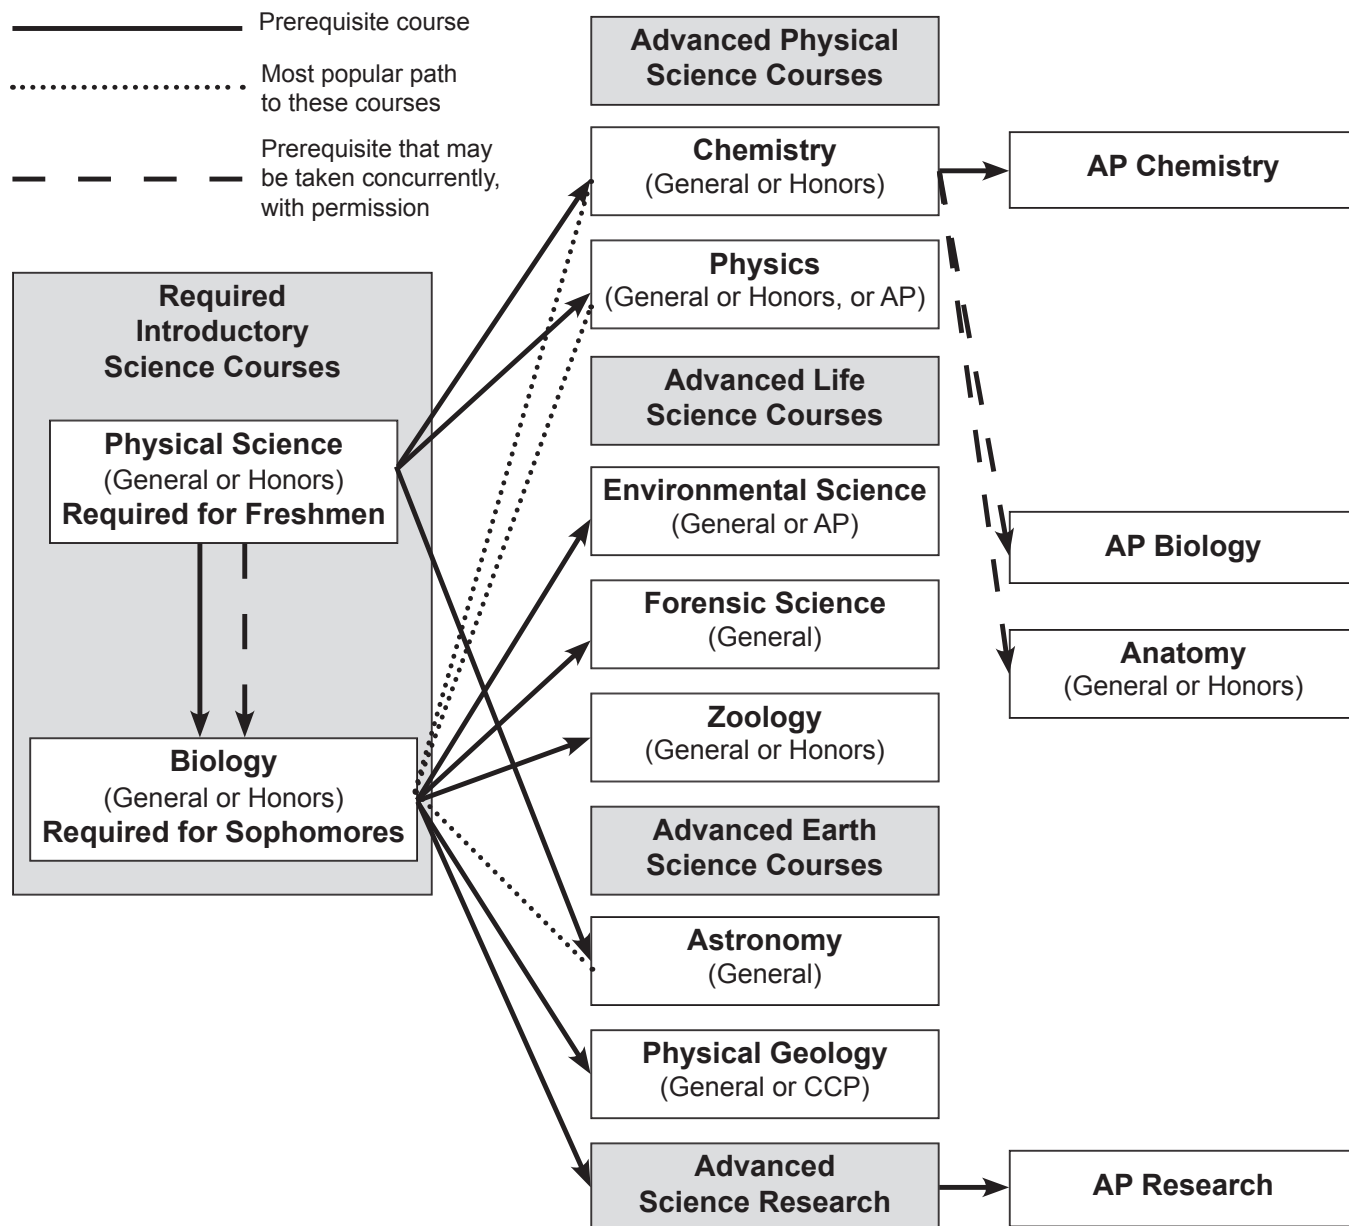 Prerequisite course
Most popular path
to these courses
Prerequisite that may
be taken concurrently,
with permission
Required
Introductory
Science Courses
Physical Science
(General or Honors)
Required for Freshmen
Biology
(General or Honors)
Required for Sophomores
Advanced Physical
Science Courses
Chemistry
(General or Honors)
Physics
(General or Honors, or AP)
Advanced Life
Science Courses
Environmental Science
(General or AP)
Forensic Science
(General)
Zoology
(General or Honors)
Advanced Earth
Science Courses
Astronomy
(General)
Physical Geology
(General or CCP)
Advanced
Science Research
AP Chemistry
AP Biology
Anatomy
(General or Honors)
AP Research